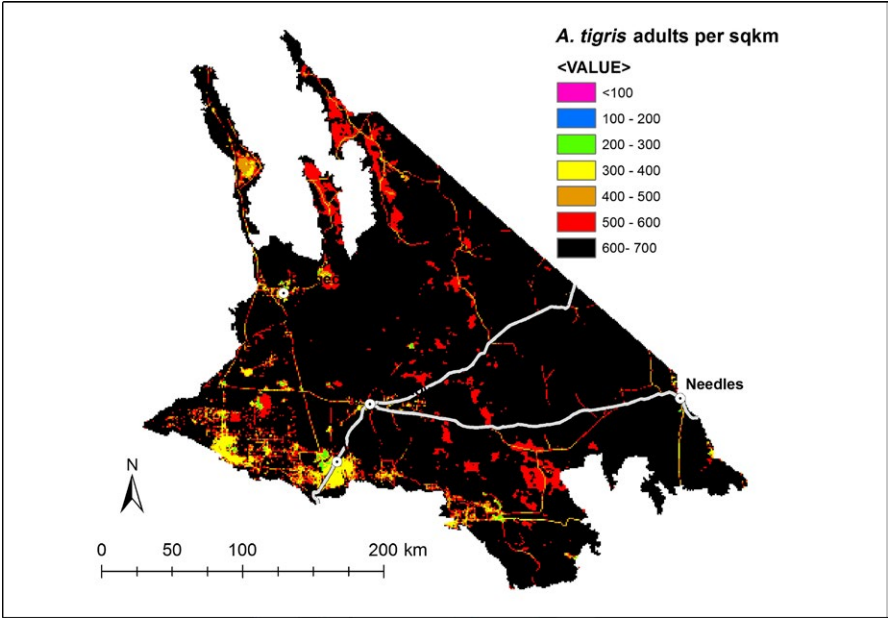 A. tigris adults per sqkm
<VALUE>
<100
100 - 200
200 - 300
300 - 400
400 - 500
500 - 600
600- 700
Needles
N
0 50 100 200 km